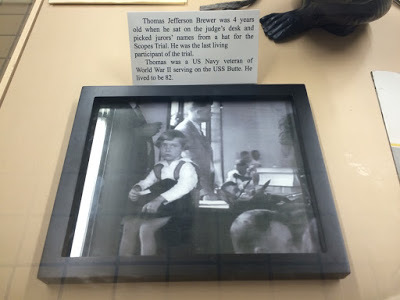 Thomas Jefferson Brewer was 4 years
old when he sat on the judge's desk and
picked jurors' names from a hat for the
Scopes Trial. He was the last living
participant of the trial.
Thomas was a US Navy veteran of
World War II serving on the USS Butte. He
lived to be 82.